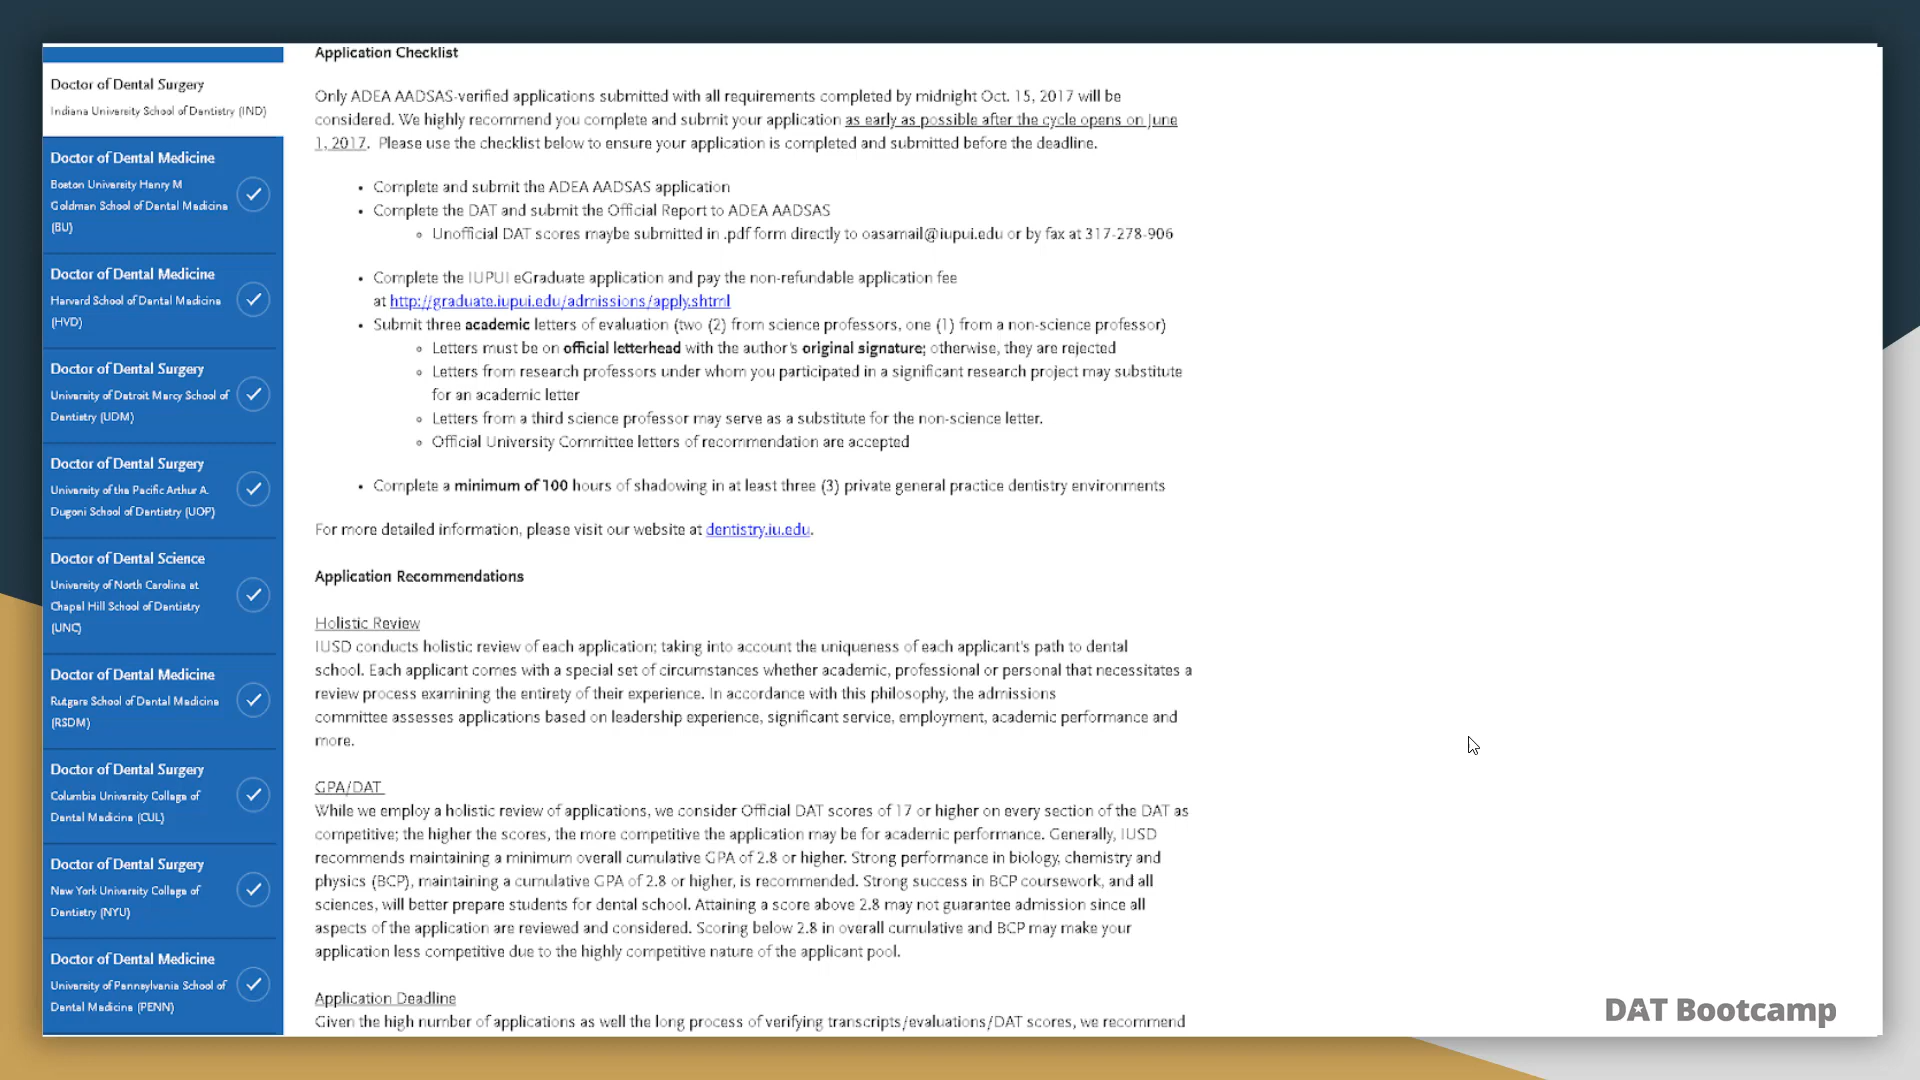 Doctor of Dental Surgery
Indiana University School of Dentistry (IND)
Doctor of Dental Medicine
Boston University Henry M
Goldman School of Dental Medicine
(BU)
Doctor of Dental Medicine
Harvard School of Dental Medicine
(HVD)
Doctor of Dental Surgery
University of Detroit Mercy School of
Dentistry (UDM)
Doctor of Dental Surgery
University of the Pacific Arthur A.
Dugoni School of Dentistry (UOP)
Doctor of Dental Science
University of North Carolina at
Chapel Hill School of Dentistry
(UNC)
Doctor of Dental Medicine
Rutgers School of Dental Medicine
(RSDM)
Doctor of Dental Surgery
Columbia University College of
Dental Medicine (CUL)
Doctor of Dental Surgery
New York University College of
Dentistry (NYU)
Doctor of Dental Medicine
University of Pennsylvania School of
Dental Medicine (PENN)
Application Checklist
Only ADEA AADSAS-verified applications submitted with all requirements completed by midnight Oct. 15, 2017 will be
considered. We highly recommend you complete and submit your application as early as possible after the cycle opens on June
1, 2017. Please use the checklist below to ensure your application is completed and submitted before the deadline.
• Complete and submit the ADEA AADSAS application
• Complete the DAT and submit the Official Report to ADEA AADSAS
◦ Unofficial DAT scores maybe submitted in .pdf form directly to oasamail@iupui.edu or by fax at 317-278-906
• Complete the IUPUI eGraduate application and pay the non-refundable application fee
at http://graduate.iupui.edu/admissions/apply.shtml
• Submit three academic letters of evaluation (two (2) from science professors, one (1) from a non-science professor)
◦ Letters must be on official letterhead with the author's original signature; otherwise, they are rejected
◦ Letters from research professors under whom you participated in a significant research project may substitute
for an academic letter
◦ Letters from a third science professor may serve as a substitute for the non-science letter.
◦ Official University Committee letters of recommendation are accepted
• Complete a minimum of 100 hours of shadowing in at least three (3) private general practice dentistry environments
For more detailed information, please visit our website at dentistry.iu.edu.
Application Recommendations
Holistic Review
IUSD conducts holistic review of each application; taking into account the uniqueness of each applicant's path to dental
school. Each applicant comes with a special set of circumstances whether academic, professional or personal that necessitates a
review process examining the entirety of their experience. In accordance with this philosophy, the admissions
committee assesses applications based on leadership experience, significant service, employment, academic performance and
more.
GPA/DAT
While we employ a holistic review of applications, we consider Official DAT scores of 17 or higher on every section of the DAT as
competitive; the higher the scores, the more competitive the application may be for academic performance. Generally, IUSD
recommends maintaining a minimum overall cumulative GPA of 2.8 or higher. Strong performance in biology, chemistry and
physics (BCP), maintaining a cumulative GPA of 2.8 or higher, is recommended. Strong success in BCP coursework, and all
sciences, will better prepare students for dental school. Attaining a score above 2.8 may not guarantee admission since all
aspects of the application are reviewed and considered. Scoring below 2.8 in overall cumulative and BCP may make your
application less competitive due to the highly competitive nature of the applicant pool.
Application Deadline
Given the high number of applications as well the long process of verifying transcripts/evaluations/DAT scores, we recommend
DAT Bootcamp